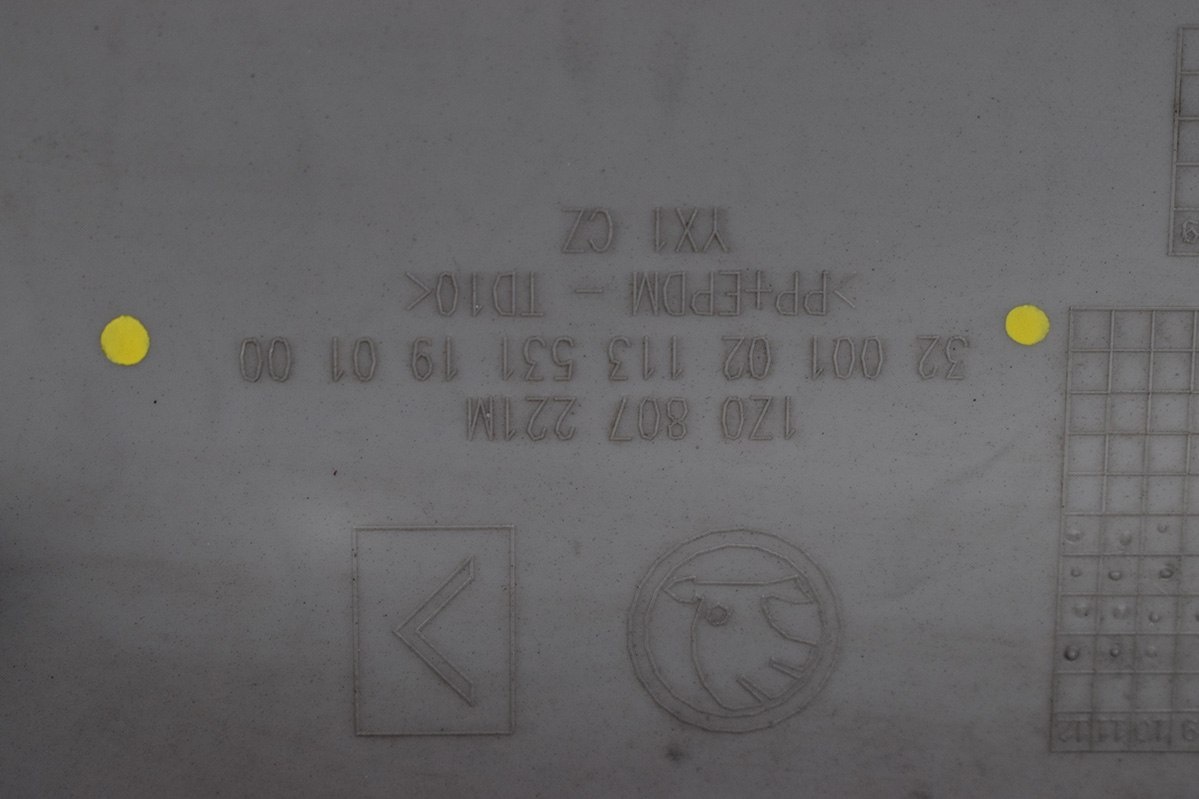 1Z0 807 221M
32 001 02 113 531 19 01 00
>PP+EPDM - TD10<
YX1 CZ